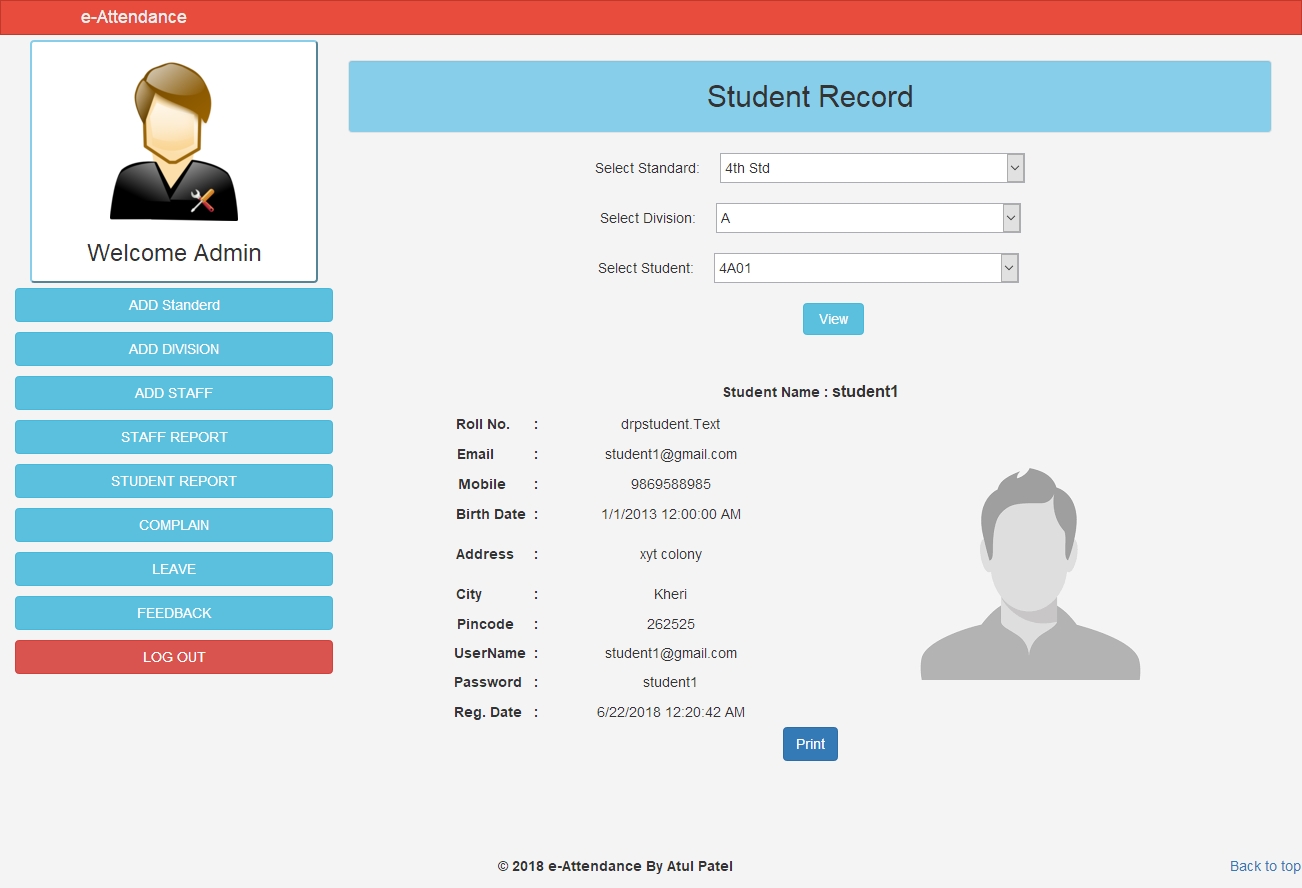 e-Attendance
Welcome Admin
ADD Standerd
ADD DIVISION
ADD STAFF
STAFF REPORT
STUDENT REPORT
COMPLAIN
LEAVE
FEEDBACK
LOG OUT
Student Record
Select Standard: 4th Std
Select Division: A
Select Student: 4A01
View
Student Name : student1
Roll No. : drpstudent.Text
Email : student1@gmail.com
Mobile : 9869588985
Birth Date : 1/1/2013 12:00:00 AM
Address : xyt colony
City : Kheri
Pincode : 262525
UserName : student1@gmail.com
Password : student1
Reg. Date : 6/22/2018 12:20:42 AM
Print
© 2018 e-Attendance By Atul Patel
Back to top